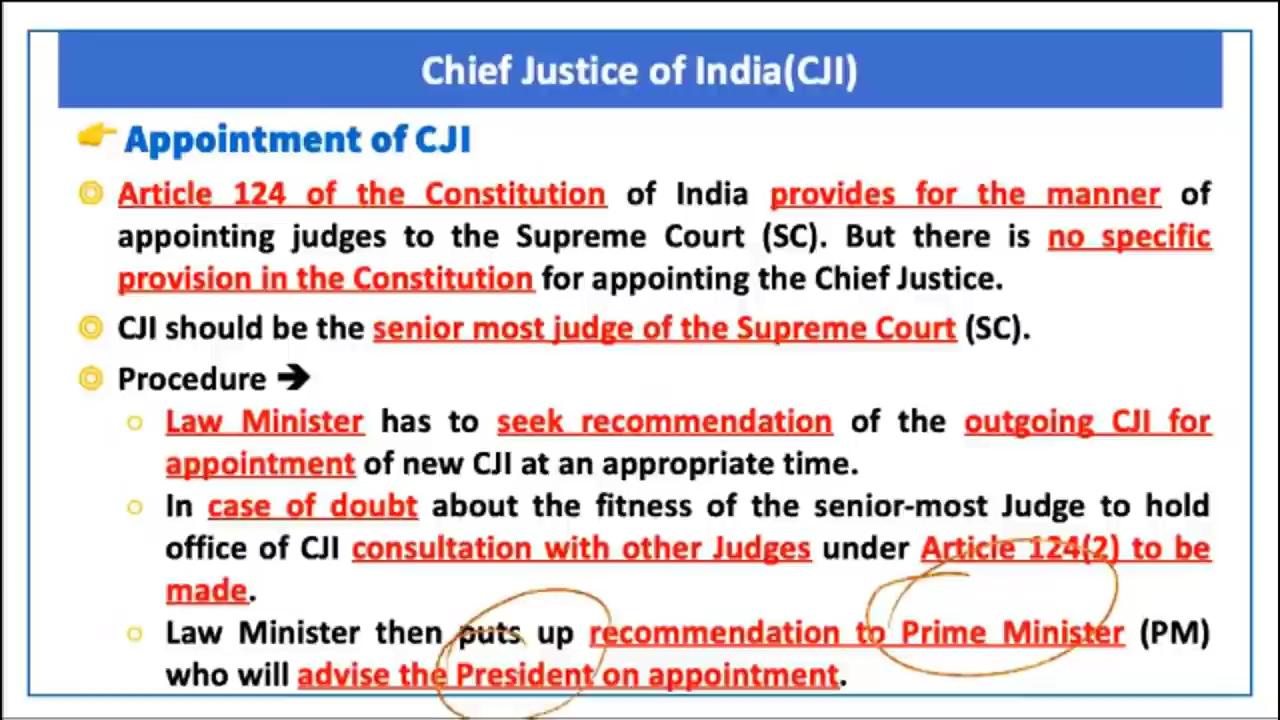 Chief Justice of India(CJI)
Appointment of CJI
Article 124 of the Constitution of India provides for the manner of
appointing judges to the Supreme Court (SC). But there is no specific
provision in the Constitution for appointing the Chief Justice.
CJI should be the senior most judge of the Supreme Court (SC).
Procedure ➔
Law Minister has to seek recommendation of the outgoing CJI for
appointment of new CJI at an appropriate time.
In case of doubt about the fitness of the senior-most Judge to hold
office of CJI consultation with other Judges under Article 124(2) to be
made.
Law Minister then puts up recommendation to Prime Minister (PM)
who will advise the President on appointment.